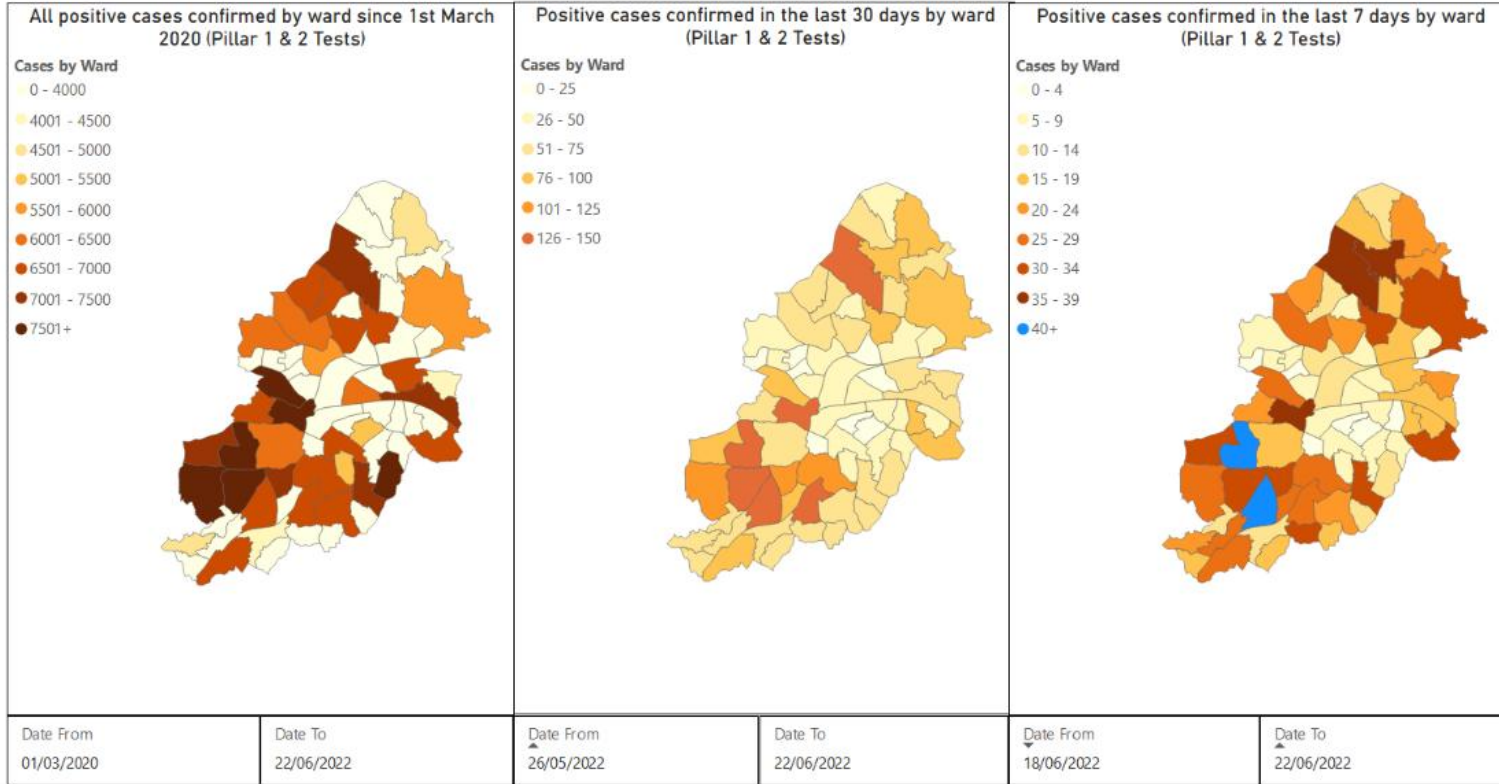 All positive cases confirmed by ward since 1st March
2020 (Pillar 1 & 2 Tests)
Cases by Ward
0 - 4000
4001 - 4500
4501 - 5000
5001 - 5500
5501 - 6000
6001 - 6500
6501 - 7000
7001 - 7500
7501+
Date From
01/03/2020
Date To
22/06/2022
Positive cases confirmed in the last 30 days by ward
(Pillar 1 & 2 Tests)
Cases by Ward
0 - 25
26 - 50
51 - 75
76 - 100
101 - 125
126 - 150
Date From
26/05/2022
Date To
22/06/2022
Positive cases confirmed in the last 7 days by ward
(Pillar 1 & 2 Tests)
Cases by Ward
0 - 4
5 - 9
10 - 14
15 - 19
20 - 24
25 - 29
30 - 34
35 - 39
40+
Date From
18/06/2022
Date To
22/06/2022